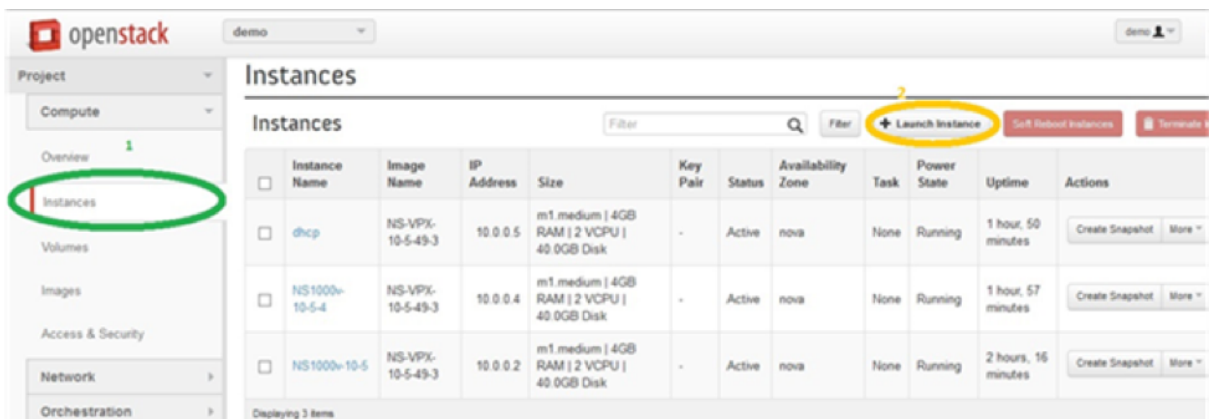 openstack
demo
demo
Project
Instances
Compute
2
Instances
Filter
Filter
+ Launch Instance
Soft Reboot Instances
Terminate I
Overview
1
Instances
Volumes
Images
Access & Security
Network
Orchestration
Instance Name
Image Name
IP Address
Size
Key Pair
Status
Availability Zone
Task
Power State
Uptime
Actions
dhcp
NS-VPX-
10-5-49-3
10.0.0.5
m1.medium | 4GB
RAM | 2 VCPU |
40.0GB Disk
-
Active
nova
None
Running
1 hour, 50
minutes
Create Snapshot
More
NS1000v-
10-5-4
NS-VPX-
10-5-49-3
10.0.0.4
m1.medium | 4GB
RAM | 2 VCPU |
40.0GB Disk
-
Active
nova
None
Running
1 hour, 57
minutes
Create Snapshot
More
NS1000v-10-5
NS-VPX-
10-5-49-3
10.0.0.2
m1.medium | 4GB
RAM | 2 VCPU |
40.0GB Disk
-
Active
nova
None
Running
2 hours, 16
minutes
Create Snapshot
More
Displaying 3 items